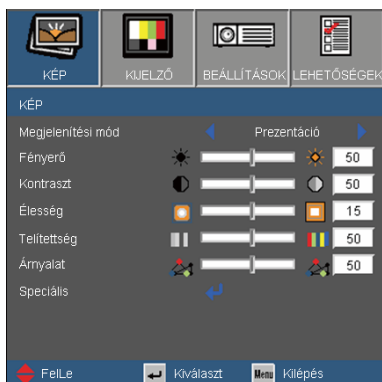 KÉP KIJELZŐ BEÁLLÍTÁSOK LEHETŐSÉGEK
KÉP
Megjelenítési mód Prezentáció
Fényerő 50
Kontraszt 50
Élesség 15
Telítettség 50
Árnyalat 50
Speciális
FelLe Kiválaszt Menu Kilépés